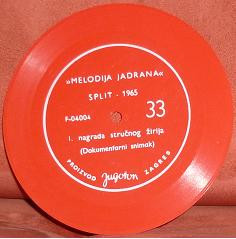 »MELODIJA JADRANA«
SPLIT - 1965
F-04004
33
I. nagrada stručnog žirija
(Dokumentarni snimak)
PROIZVOD Jugoton ZAGREB